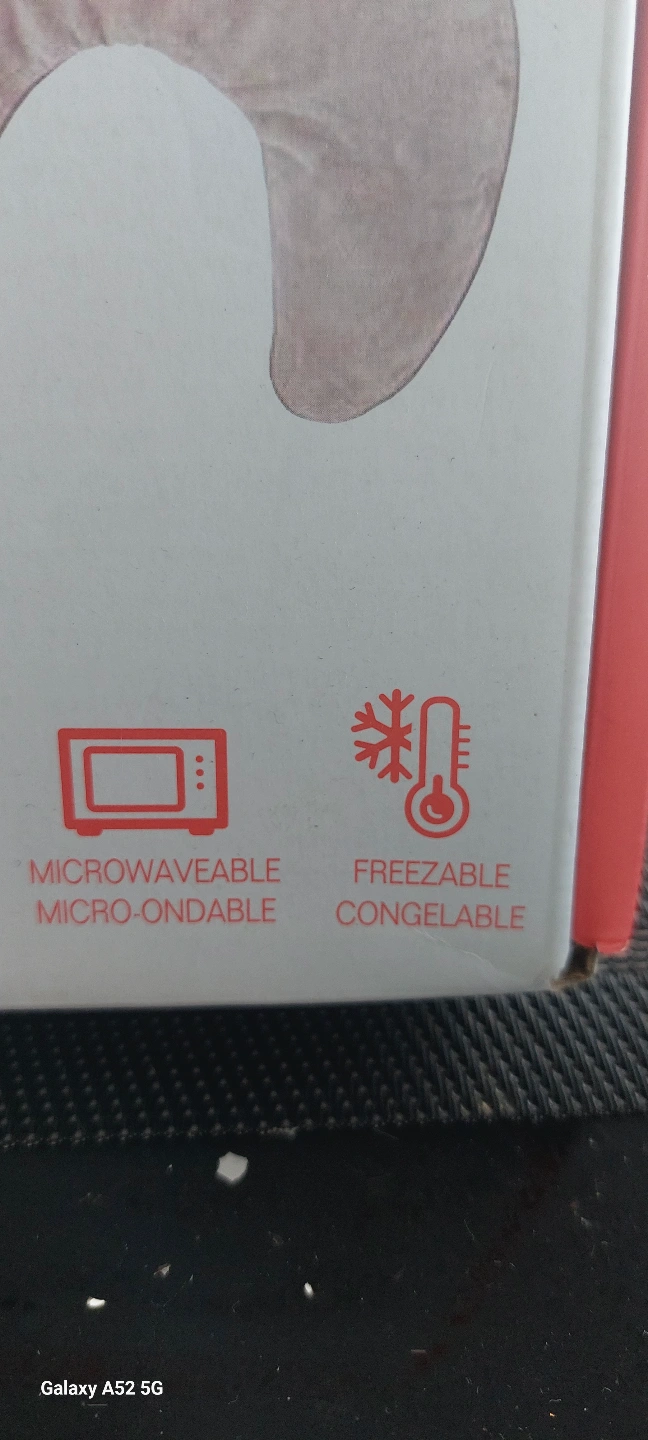 MICROWAVEABLE
MICRO-ONDABLE
FREEZABLE
CONGELABLE
Galaxy A52 5G